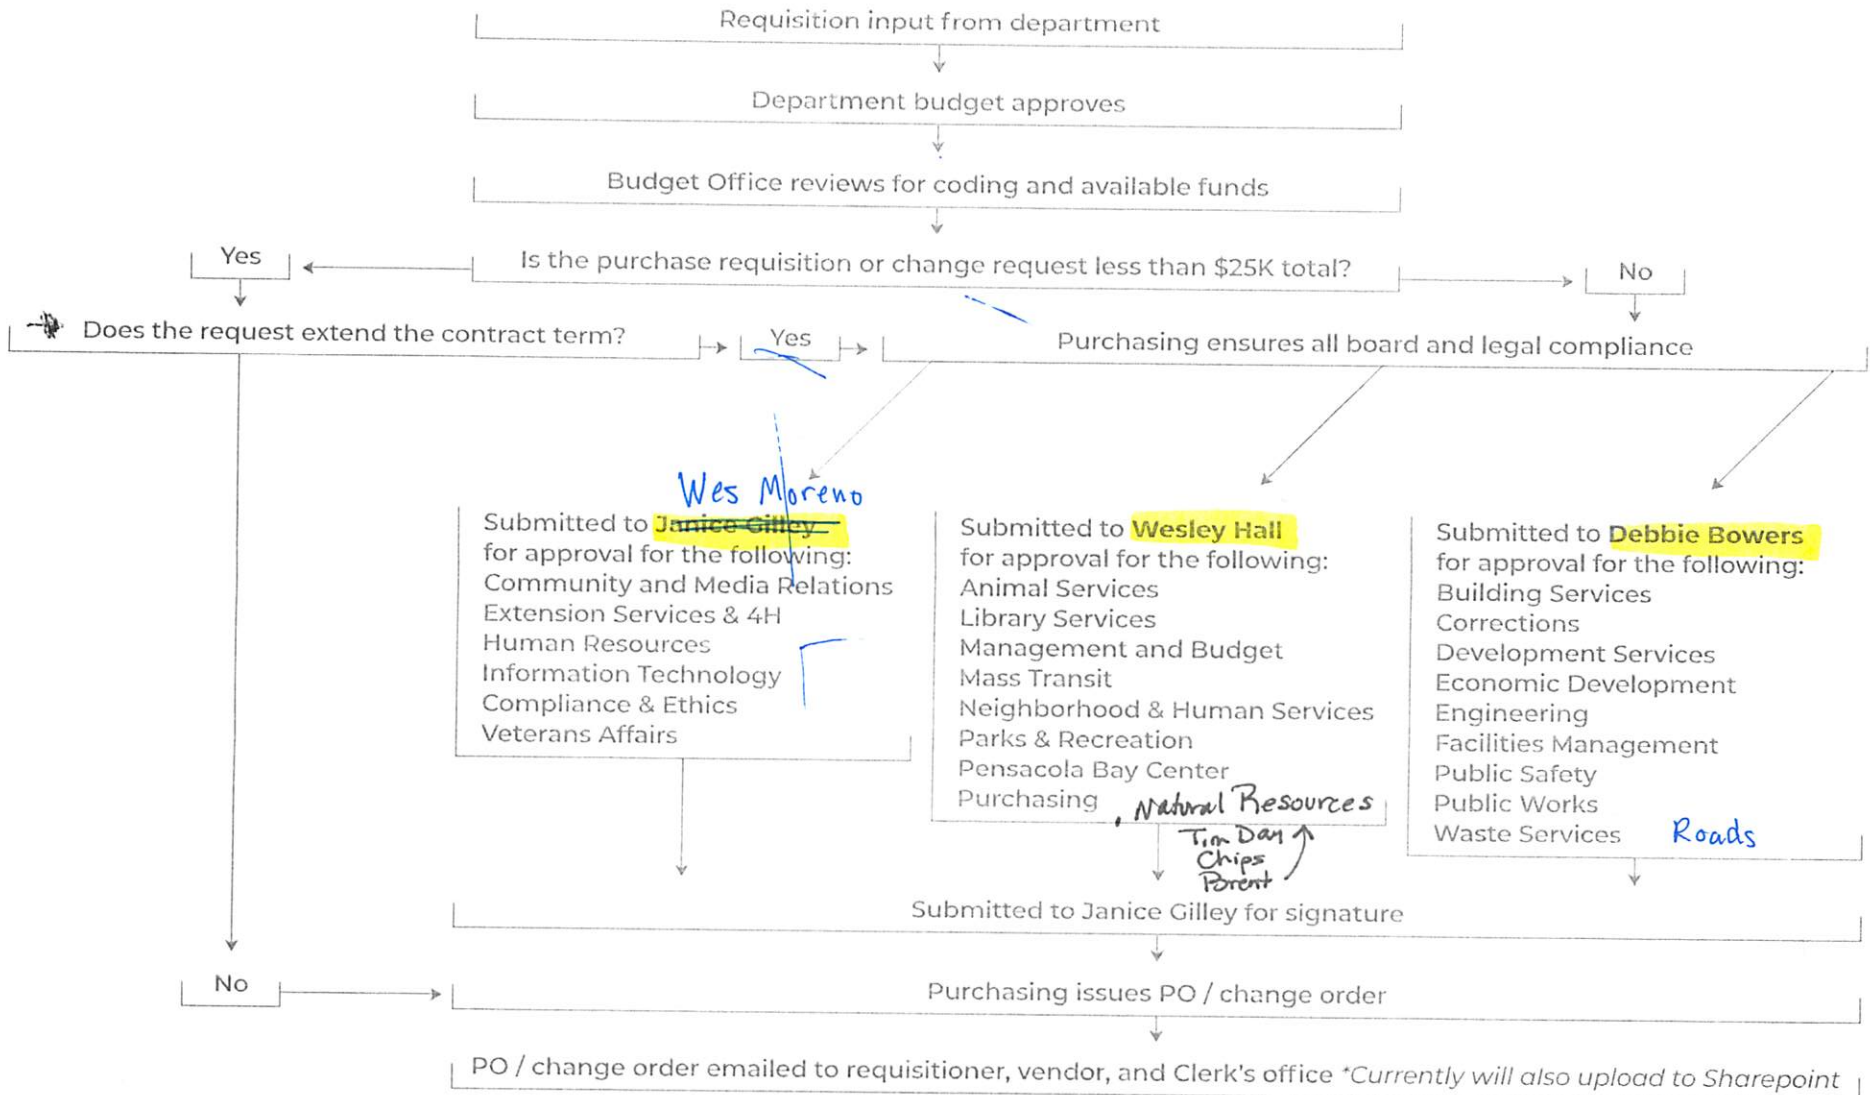 Requisition input from department
Department budget approves
Budget Office reviews for coding and available funds
Yes
Is the purchase requisition or change request less than $25K total?
No
Does the request extend the contract term?
Yes
Purchasing ensures all board and legal compliance
Wes Moreno
Submitted to Janice Gilley
for approval for the following:
Community and Media Relations
Extension Services & 4H
Human Resources
Information Technology
Compliance & Ethics
Veterans Affairs
Submitted to Wesley Hall
for approval for the following:
Animal Services
Library Services
Management and Budget
Mass Transit
Neighborhood & Human Services
Parks & Recreation
Pensacola Bay Center
Purchasing , Natural Resources
Tim Day
Chips
Brent
Submitted to Debbie Bowers
for approval for the following:
Building Services
Corrections
Development Services
Economic Development
Engineering
Facilities Management
Public Safety
Public Works
Waste Services Roads
Submitted to Janice Gilley for signature
No
Purchasing issues PO / change order
PO / change order emailed to requisitioner, vendor, and Clerk's office *Currently will also upload to Sharepoint